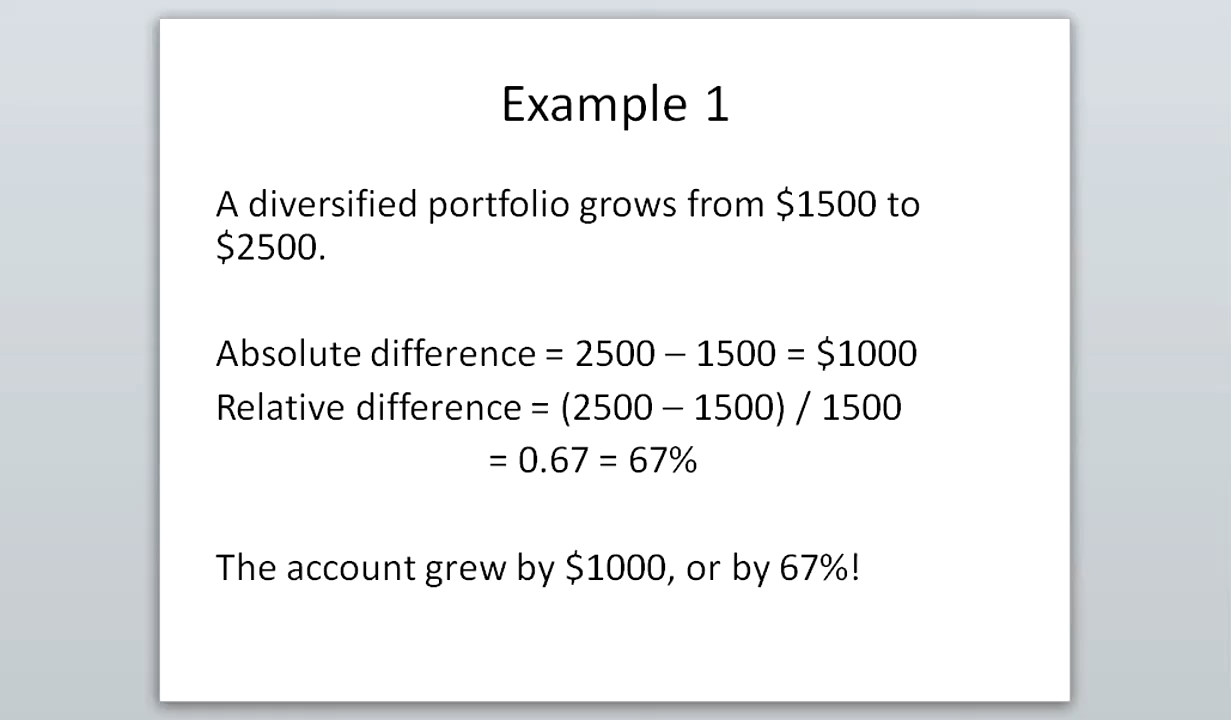 Example 1
A diversified portfolio grows from $1500 to
$2500.
Absolute difference = 2500 – 1500 = $1000
Relative difference = (2500 – 1500) / 1500
= 0.67 = 67%
The account grew by $1000, or by 67%!